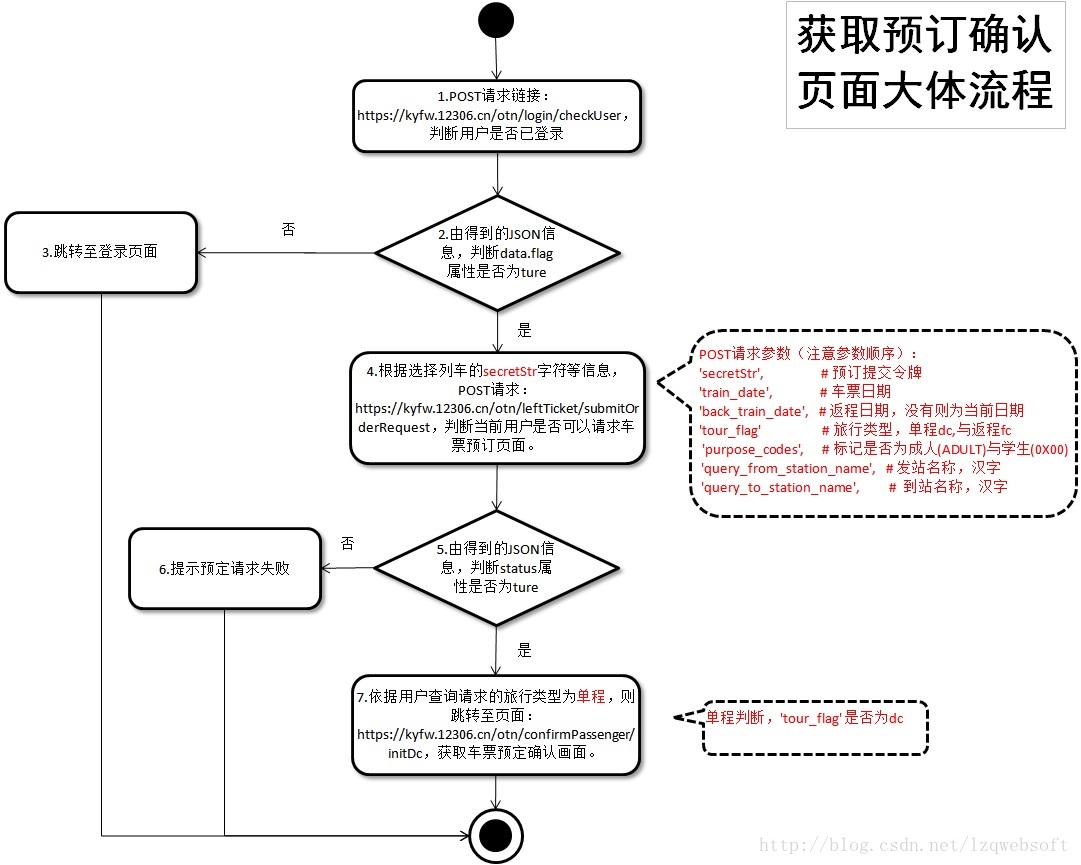 获取预订确认
页面大体流程
1.POST请求链接：
https://kyfw.12306.cn/otn/login/checkUser，
判断用户是否已登录
2.由得到的JSON信
息，判断data.flag
属性是否为ture
否
3.跳转至登录页面
是
4.根据选择列车的secretStr字符等信息，
POST请求：
https://kyfw.12306.cn/otn/leftTicket/submitOr
derRequest，判断当前用户是否可以请求车
票预订页面。
POST请求参数（注意参数顺序）：
'secretStr', # 预订提交令牌
'train_date', # 车票日期
'back_train_date', # 返程日期，没有则为当前日期
'tour_flag' # 旅行类型，单程dc,与返程fc
'purpose_codes', # 标记是否为成人(ADULT)与学生(0X00)
'query_from_station_name', # 发站名称，汉字
'query_to_station_name', # 到站名称，汉字
5.由得到的JSON信
息，判断status属
性是否为ture
否
6.提示预定请求失败
是
7.依据用户查询请求的旅行类型为单程，则
跳转至页面：
https://kyfw.12306.cn/otn/confirmPassenger/
initDc，获取车票预定确认画面。
单程判断，'tour_flag' 是否为dc
http://blog.csdn.net/lzqwebsoft